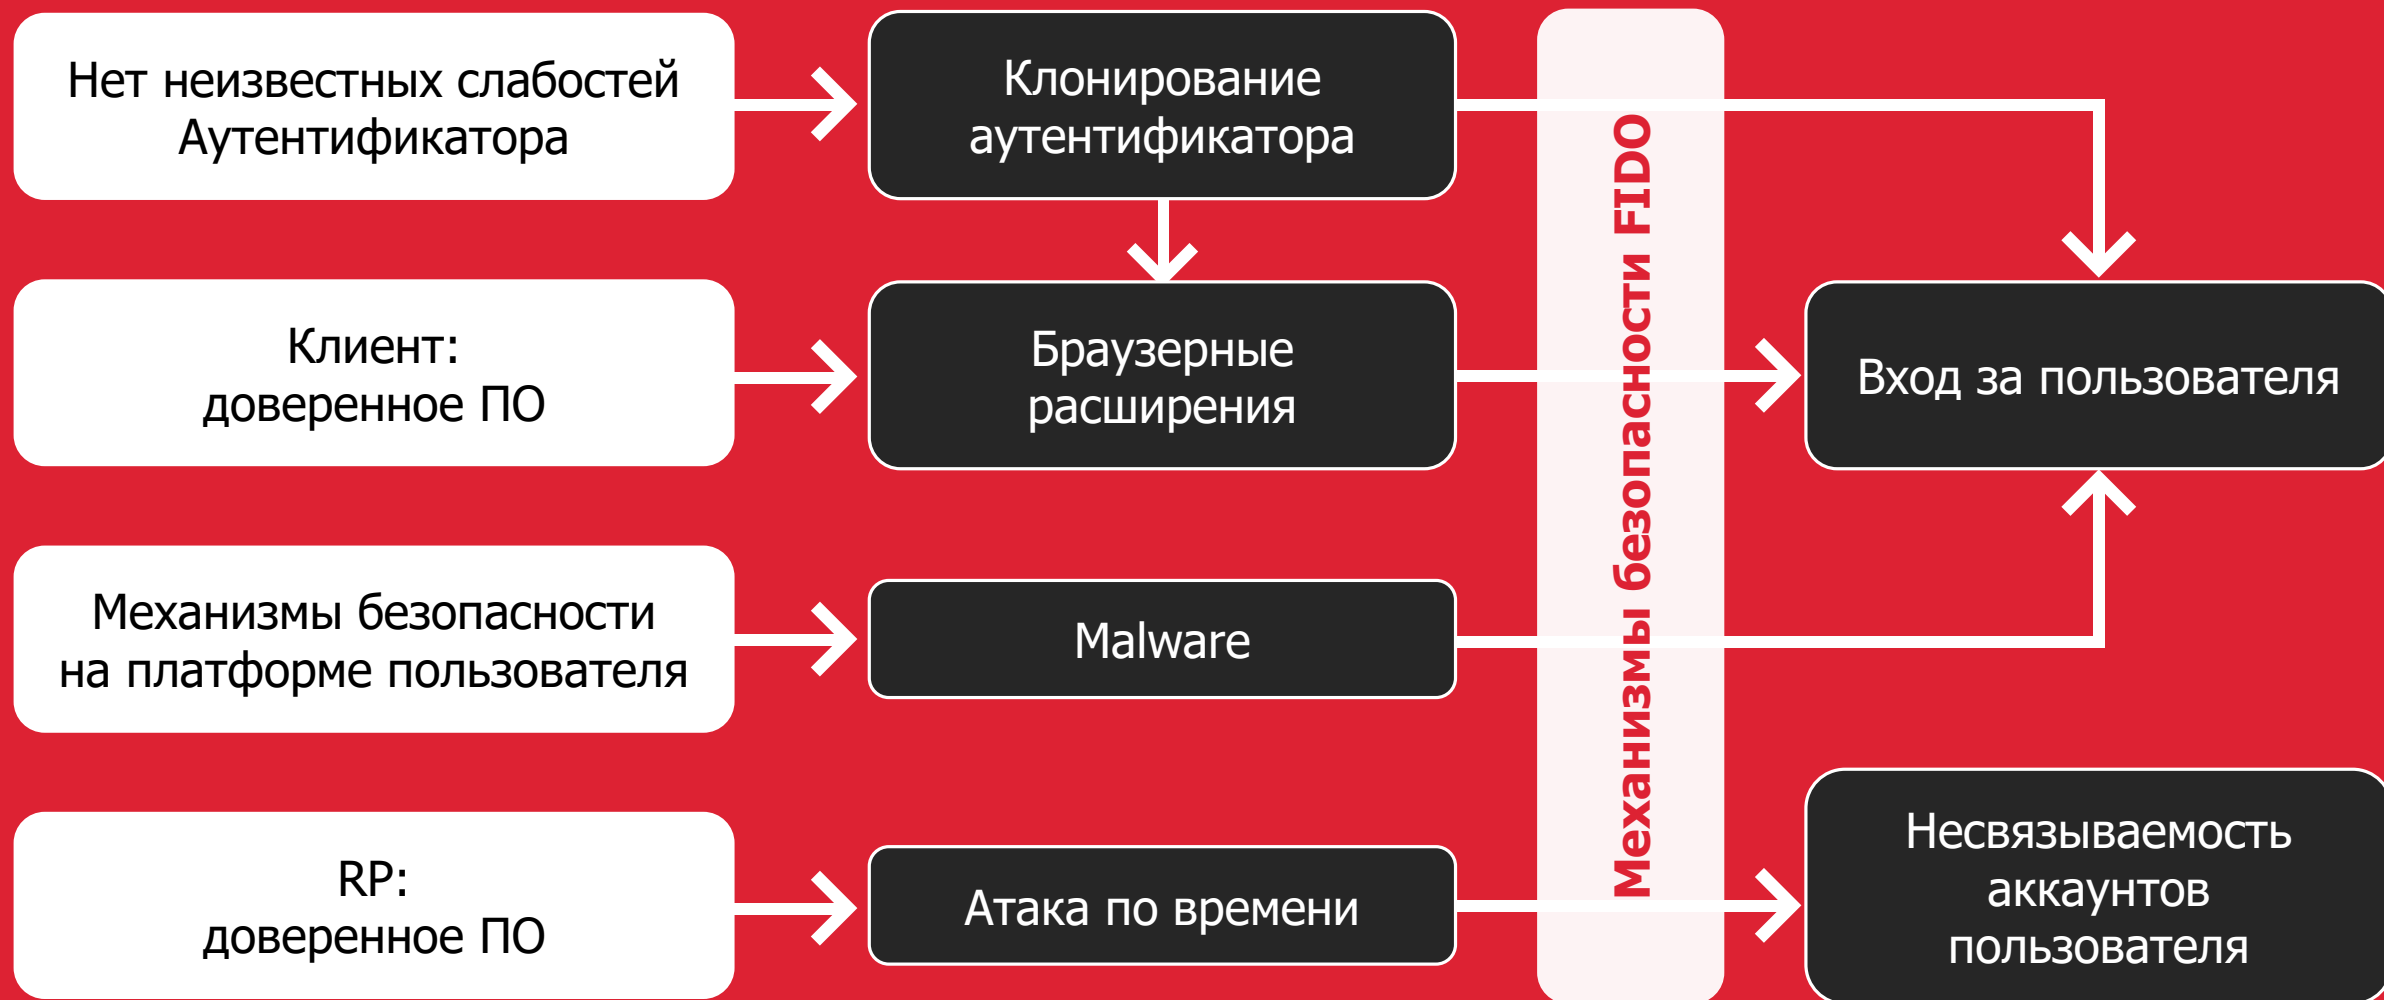 Нет неизвестных слабостей
Аутентификатора
Клонирование
аутентификатора
Клиент:
доверенное ПО
Браузерные
расширения
Вход за пользователя
Механизмы безопасности
на платформе пользователя
Malware
RP:
доверенное ПО
Атака по времени
Несвязываемость
аккаунтов
пользователя
Механизмы безопасности FIDO